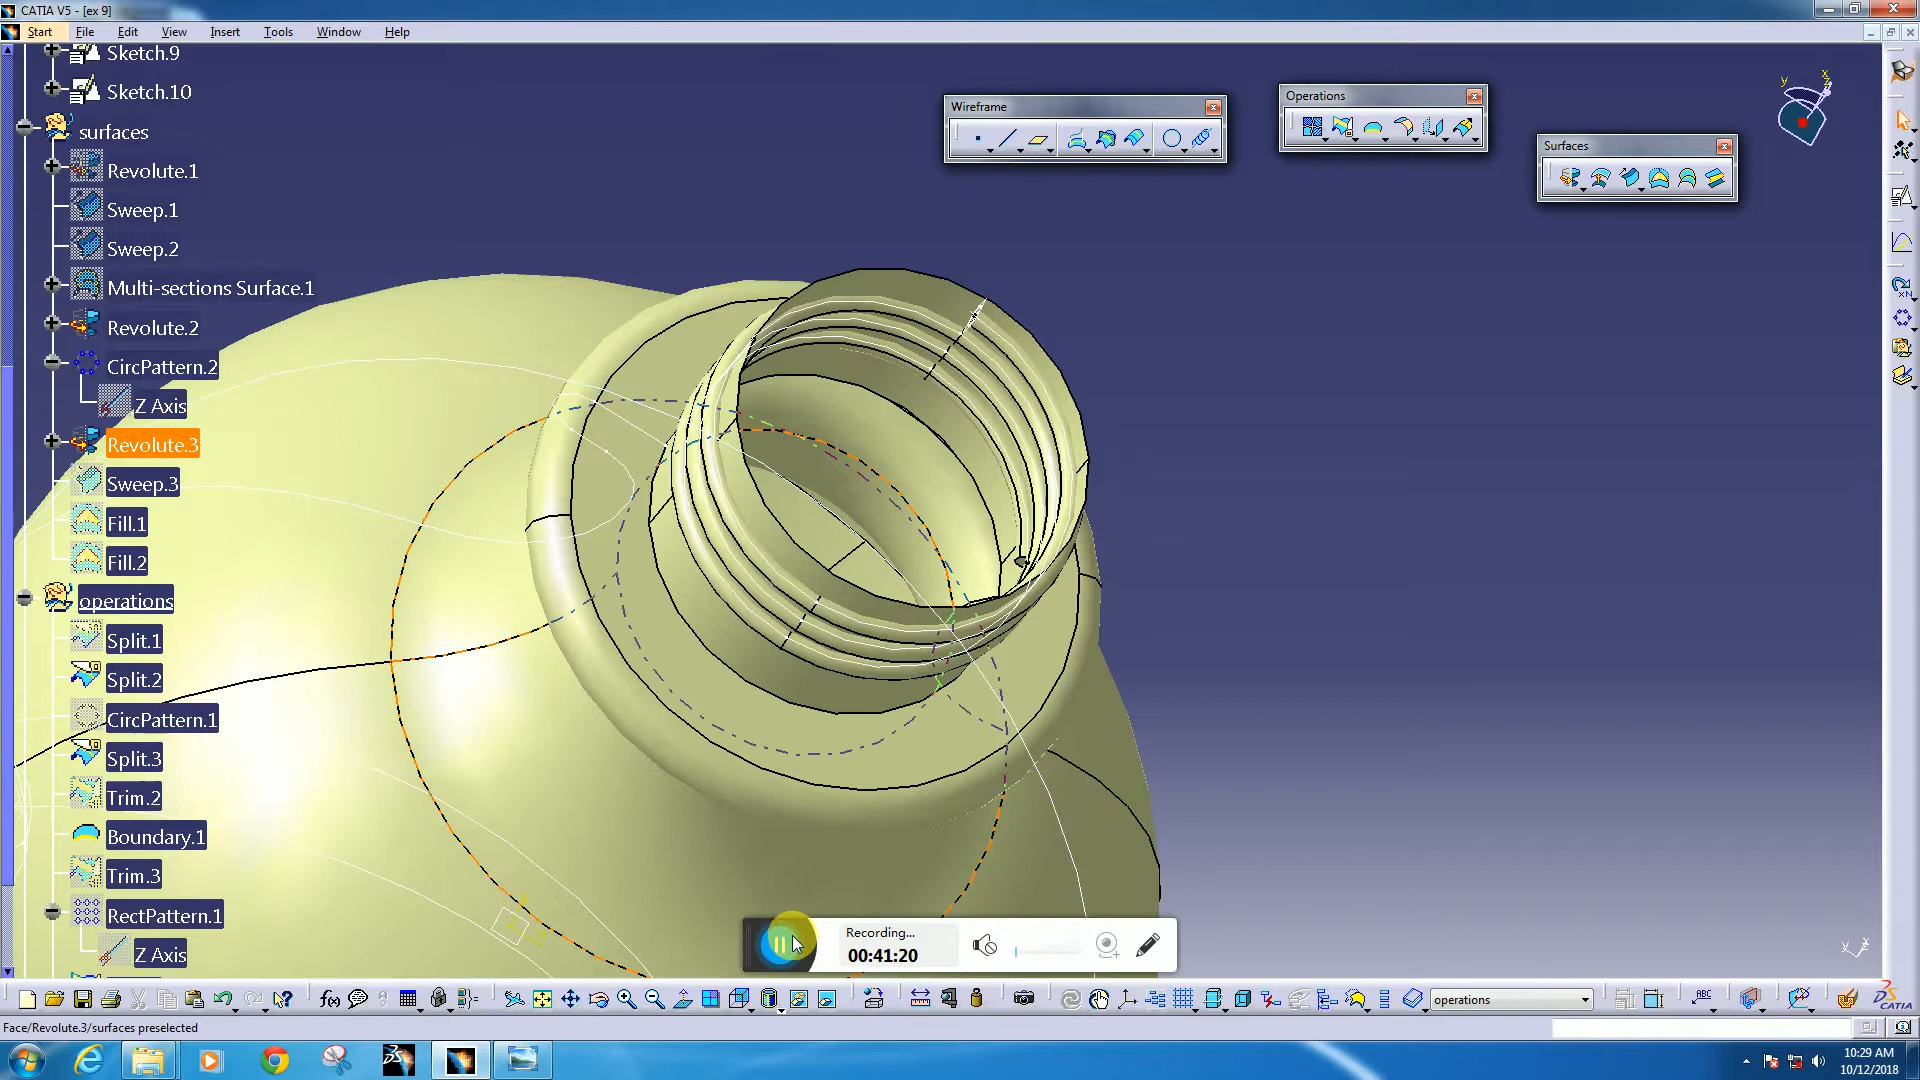 CATIA V5 - [ex 9]
Start File Edit View Insert Tools Window Help
Sketch.9
Sketch.10
surfaces
Revolute.1
Sweep.1
Sweep.2
Multi-sections Surface.1
Revolute.2
CircPattern.2
Z Axis
Revolute.3
Sweep.3
Fill.1
Fill.2
operations
Split.1
Split.2
CircPattern.1
Split.3
Trim.2
Boundary.1
Trim.3
RectPattern.1
Z Axis
Wireframe
Operations
Surfaces
y x z
Recording...
00:41:20
f(x)
operations
ABC
CATIA
Face/Revolute.3/surfaces preselected
10:29 AM
10/12/2018